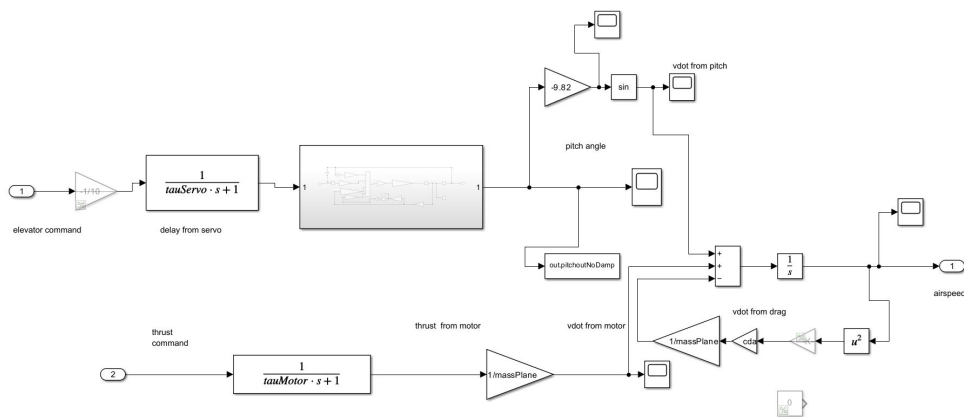 vdot from pitch
-9.82
sin
pitch angle
1
-1/10
1
tauServo · s + 1
1
1
elevator command
delay from servo
out.pitchoutNoDamp
+
+
−
1
s
1
airspeed
vdot from drag
thrust
command
thrust from motor
vdot from motor
1/massPlane
cda
u²
2
1
tauMotor · s + 1
1/massPlane
0